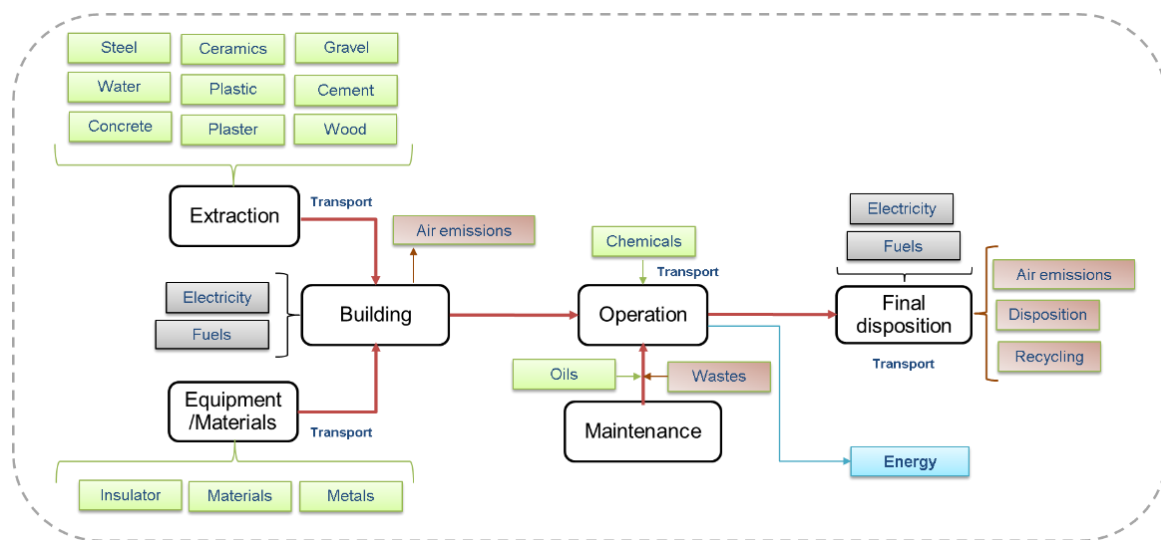 Steel
Ceramics
Gravel
Water
Plastic
Cement
Concrete
Plaster
Wood
Extraction
Transport
Air emissions
Electricity
Fuels
Building
Chemicals
Transport
Operation
Electricity
Fuels
Final
disposition
Air emissions
Disposition
Recycling
Transport
Equipment
/Materials
Transport
Oils
Wastes
Maintenance
Energy
Insulator
Materials
Metals